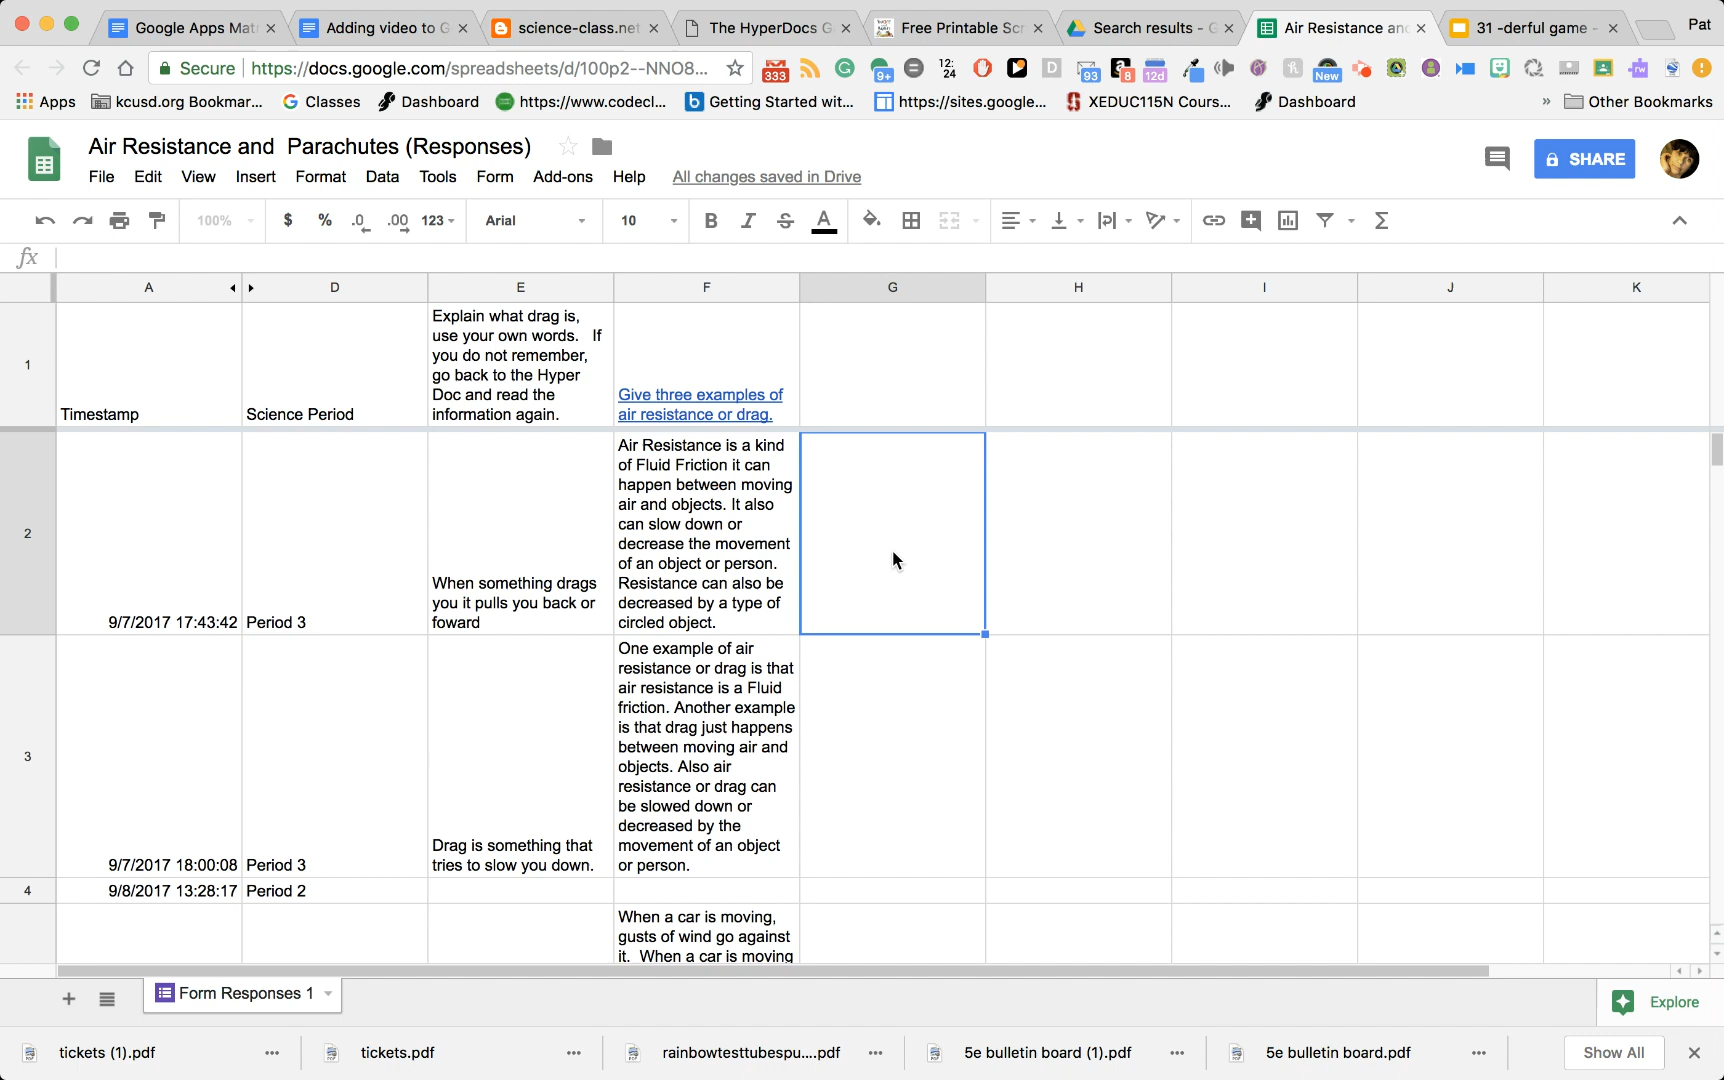 Google Apps Mat
Adding video to G
science-class.net
The HyperDocs G
Free Printable Scr
Search results - G
Air Resistance and
31 -derful game -
Pat
Secure
https://docs.google.com/spreadsheets/d/100p2--NNO8...
333
9+
12:
24
D
93
8
12d
New
rw
Apps
kcusd.org Bookmar...
Classes
Dashboard
https://www.codecl...
Getting Started wit...
https://sites.google...
XEDUC115N Cours...
Dashboard
»
Other Bookmarks
Air Resistance and  Parachutes (Responses)
SHARE
File Edit View Insert Format Data Tools Form Add-ons Help All changes saved in Drive
100% $ % .0 .00 123 Arial 10 B I S A Σ
fx
A D E F G H I J K
1
Timestamp
Science Period
Explain what drag is,
use your own words.  If
you do not remember,
go back to the Hyper
Doc and read the
information again.
Give three examples of
air resistance or drag.
2
9/7/2017 17:43:42
Period 3
When something drags
you it pulls you back or
foward
Air Resistance is a kind
of Fluid Friction it can
happen between moving
air and objects. It also
can slow down or
decrease the movement
of an object or person.
Resistance can also be
decreased by a type of
circled object.
3
9/7/2017 18:00:08
Period 3
Drag is something that
tries to slow you down.
One example of air
resistance or drag is that
air resistance is a Fluid
friction. Another example
is that drag just happens
between moving air and
objects. Also air
resistance or drag can
be slowed down or
decreased by the
movement of an object
or person.
4
9/8/2017 13:28:17
Period 2
When a car is moving,
gusts of wind go against
it.  When a car is moving
Form Responses 1
Explore
tickets (1).pdf
tickets.pdf
rainbowtesttubespu....pdf
5e bulletin board (1).pdf
5e bulletin board.pdf
Show All